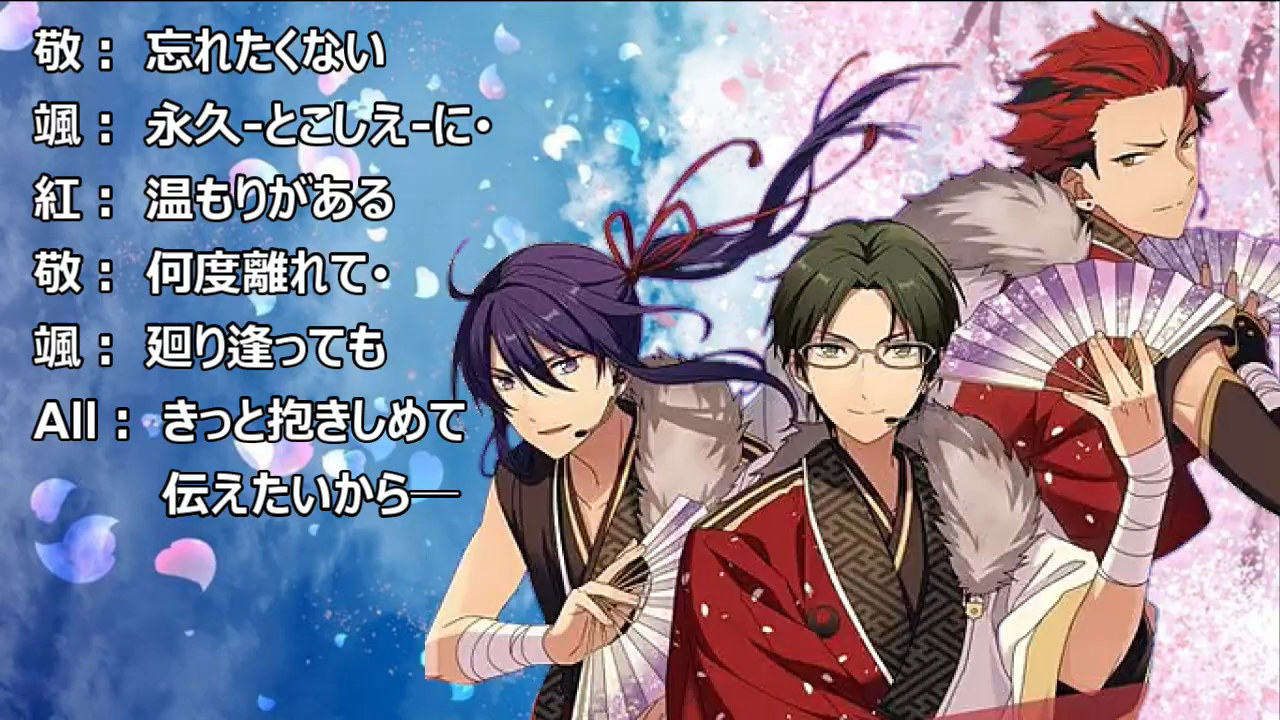 敬： 忘れたくない
颯： 永久-とこしえ-に・
紅： 温もりがある
敬： 何度離れて・
颯： 廻り逢っても
All： きっと抱きしめて
伝えたいから―